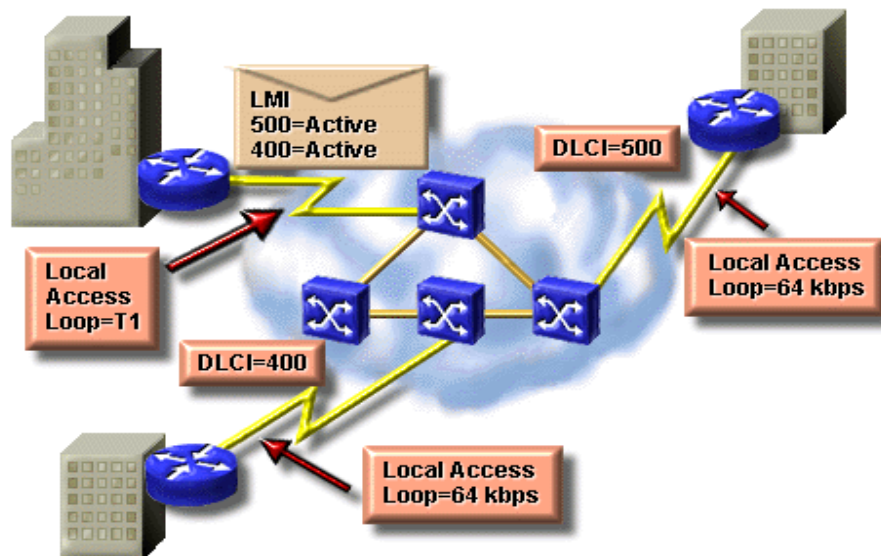 LMI
500=Active
400=Active
DLCI=500
Local
Access
Loop=T1
Local Access
Loop=64 kbps
DLCI=400
Local Access
Loop=64 kbps